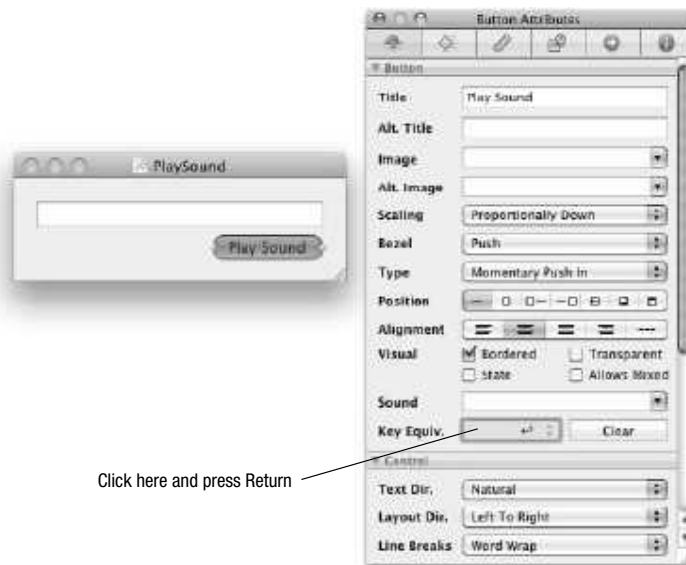 PlaySound
Play Sound
Click here and press Return
Button Attributes
Button
Title
Play Sound
Alt. Title
Image
Alt. Image
Scaling
Proportionally Down
Bezel
Push
Type
Momentary Push In
Position
Alignment
Visual
Bordered
Transparent
State
Allows Mixed
Sound
Key Equiv.
Clear
Control
Text Dir.
Natural
Layout Dir.
Left To Right
Line Breaks
Word Wrap